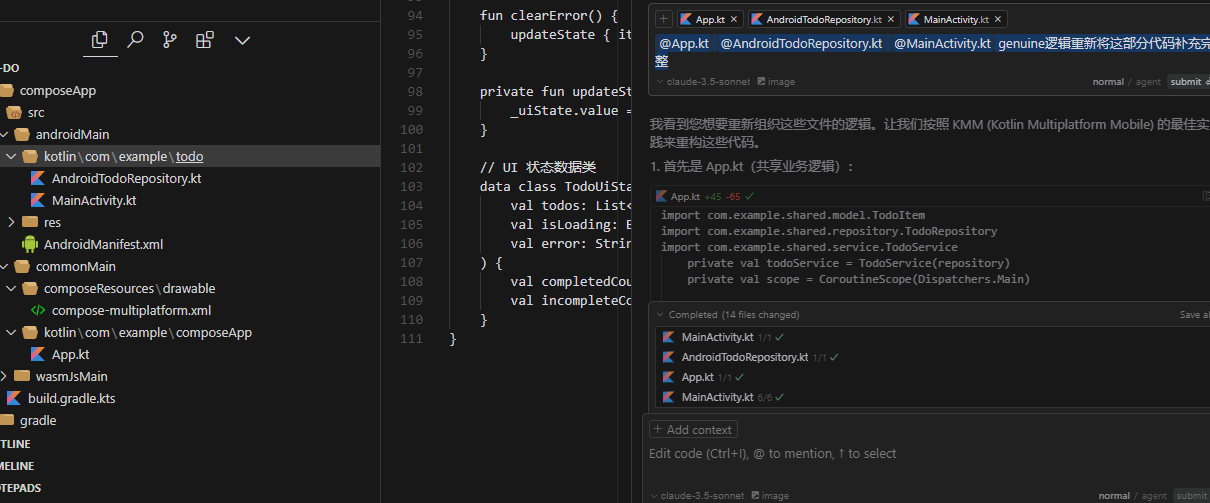 -DO
composeApp
src
androidMain
kotlin\com\example\todo
AndroidTodoRepository.kt
MainActivity.kt
res
AndroidManifest.xml
commonMain
composeResources\drawable
compose-multiplatform.xml
kotlin\com\example\composeApp
App.kt
wasmJsMain
build.gradle.kts
gradle
TLINE
MELINE
OTEPADS
94 fun clearError() {
95 updateState { it
96 }
97
98 private fun updateSt
99 _uiState.value =
100 }
101
102 // UI 状态数据类
103 data class TodoUiSta
104 val todos: List<
105 val isLoading: B
106 val error: Strin
107 ) {
108 val completedCou
109 val incompleteCo
110 }
111 }
App.kt AndroidTodoRepository.kt MainActivity.kt
@App.kt @AndroidTodoRepository.kt @MainActivity.kt genuine逻辑重新将这部分代码补充完
整
claude-3.5-sonnet image normal / agent submit
我看到您想要重新组织这些文件的逻辑。让我们按照 KMM (Kotlin Multiplatform Mobile) 的最佳实
践来重构这些代码。
1. 首先是 App.kt（共享业务逻辑）：
App.kt +45 -65
import com.example.shared.model.TodoItem
import com.example.shared.repository.TodoRepository
import com.example.shared.service.TodoService
private val todoService = TodoService(repository)
private val scope = CoroutineScope(Dispatchers.Main)
Completed (14 files changed) Save al
MainActivity.kt 1/1
AndroidTodoRepository.kt 1/1
App.kt 1/1
MainActivity.kt 6/6
+ Add context
Edit code (Ctrl+I), @ to mention, ↑ to select
claude-3.5-sonnet image normal / agent submit